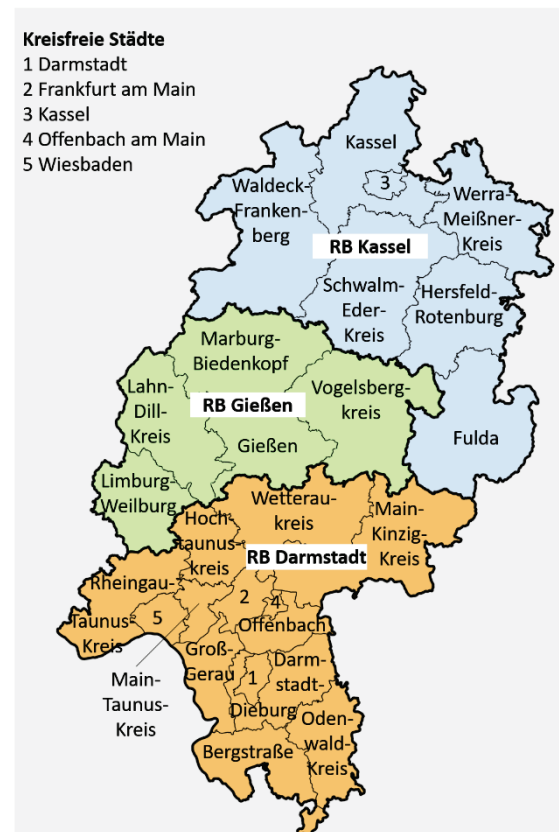 Kreisfreie Städte
1 Darmstadt
2 Frankfurt am Main
3 Kassel
4 Offenbach am Main
5 Wiesbaden
Kassel
3
Waldeck-
Franken-
berg
Werra-
Meißner-
Kreis
RB Kassel
Schwalm-
Eder-
Kreis
Hersfeld-
Rotenburg
Marburg-
Biedenkopf
Lahn-
Dill-
Kreis
RB Gießen
Vogelsberg-
kreis
Gießen
Fulda
Limburg-
Weilburg
Wetterau-
kreis
Main-
Kinzig-
Kreis
Hoch-
taunus-
kreis
RB Darmstadt
Rheingau-
Taunus-
Kreis
5
2
4
Offenbach
Main-
Taunus-
Kreis
Groß-
Gerau
1
Darm-
stadt-
Dieburg
Oden-
wald-
Kreis
Bergstraße